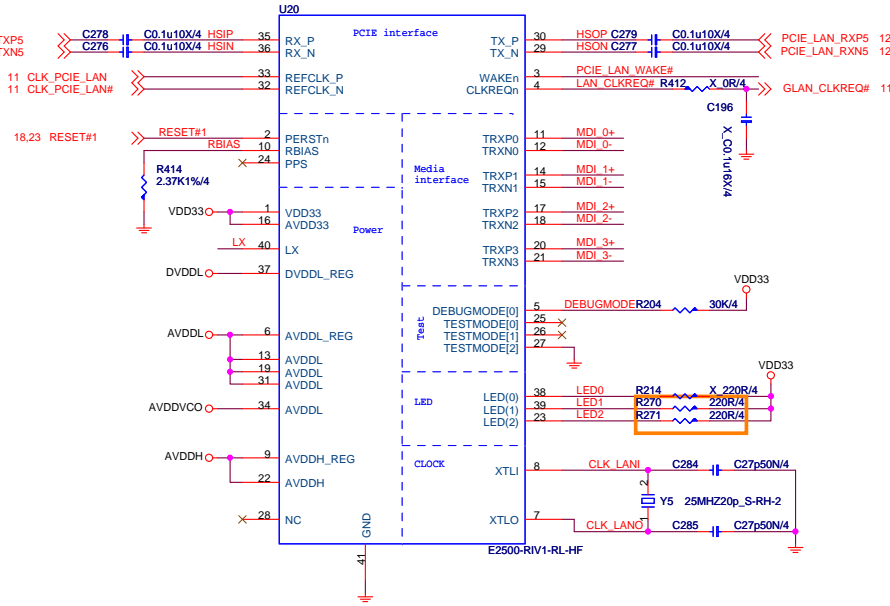 U20
PCIE interface
TXP5 C278 C0.1u10X/4 HSIP 35 RX_P TX_P 30 HSOP C279 C0.1u10X/4 PCIE_LAN_RXP5 12
TXN5 C276 C0.1u10X/4 HSIN 36 RX_N TX_N 29 HSON C277 C0.1u10X/4 PCIE_LAN_RXN5 12
11 CLK_PCIE_LAN 33 REFCLK_P WAKEn 3 PCIE_LAN_WAKE#
11 CLK_PCIE_LAN# 32 REFCLK_N CLKREQn 4 LAN_CLKREQ# R412 X_0R/4 GLAN_CLKREQ# 11
C196
X_C0.1u16X/4
18,23 RESET#1 RESET#1 2 PERSTn TRXP0 11 MDI_0+
RBIAS 10 RBIAS TRXN0 12 MDI_0-
24 PPS
R414
2.37K1%/4
Media
interface
TRXP1 14 MDI_1+
TRXN1 15 MDI_1-
VDD33 1 VDD33 TRXP2 17 MDI_2+
16 AVDD33 TRXN2 18 MDI_2-
Power
LX 40 LX TRXP3 20 MDI_3+
TRXN3 21 MDI_3-
DVDDL 37 DVDDL_REG
VDD33
Test
DEBUGMODE[0] 5 DEBUGMODE R204 30K/4
TESTMODE[0] 25
TESTMODE[1] 26
TESTMODE[2] 27
AVDDL 6 AVDDL_REG
13 AVDDL
19 AVDDL
31 AVDDL
VDD33
LED
LED(0) 38 LED0 R214 X_220R/4
LED(1) 39 LED1 R270 220R/4
LED(2) 23 LED2 R271 220R/4
AVDDVCO 34 AVDDL
AVDDH 9 AVDDH_REG
22 AVDDH
CLOCK
XTLI 8 CLK_LANI C284 C27p50N/4
2
Y5 25MHZ20p_S-RH-2
1
28 NC XTLO 7 CLK_LANO C285 C27p50N/4
GND
41
E2500-RIV1-RL-HF